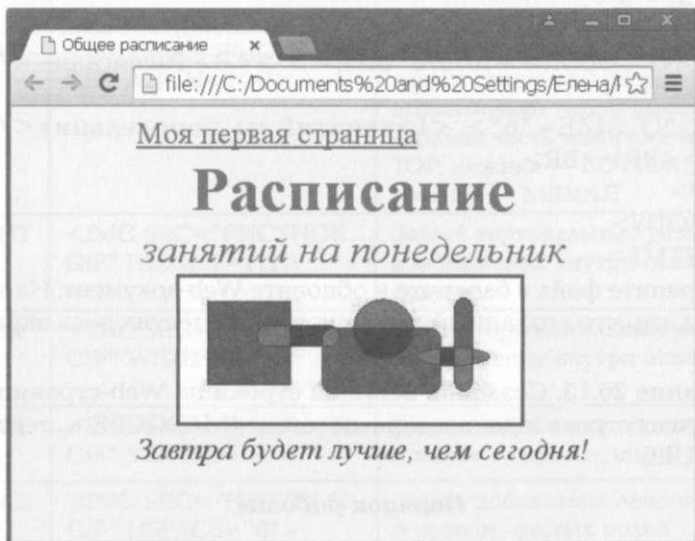 Общее расписание
file:///C:/Documents%20and%20Settings/Елена/
Моя первая страница
Расписание
занятий на понедельник
Завтра будет лучше, чем сегодня!